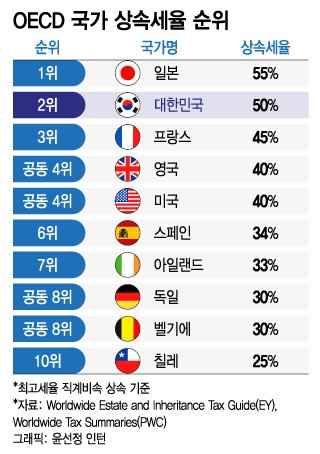 OECD 국가 상속세율 순위
순위 국가명 상속세율
1위 일본 55%
2위 대한민국 50%
3위 프랑스 45%
공동 4위 영국 40%
공동 4위 미국 40%
6위 스페인 34%
7위 아일랜드 33%
공동 8위 독일 30%
공동 8위 벨기에 30%
10위 칠레 25%
*최고세율 직계비속 상속 기준
*자료: Worldwide Estate and Inheritance Tax Guide(EY),
Worldwide Tax Summaries(PWC)
그래픽: 윤선정 인턴